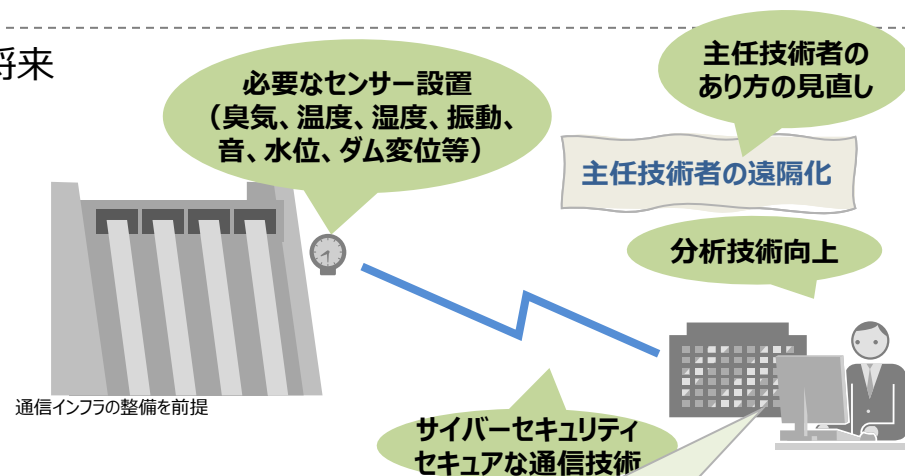 将来
必要なセンサー設置
（臭気、温度、湿度、振動、
音、水位、ダム変位等）
主任技術者の
あり方の見直し
主任技術者の遠隔化
分析技術向上
通信インフラの整備を前提
サイバーセキュリティ
セキュアな通信技術